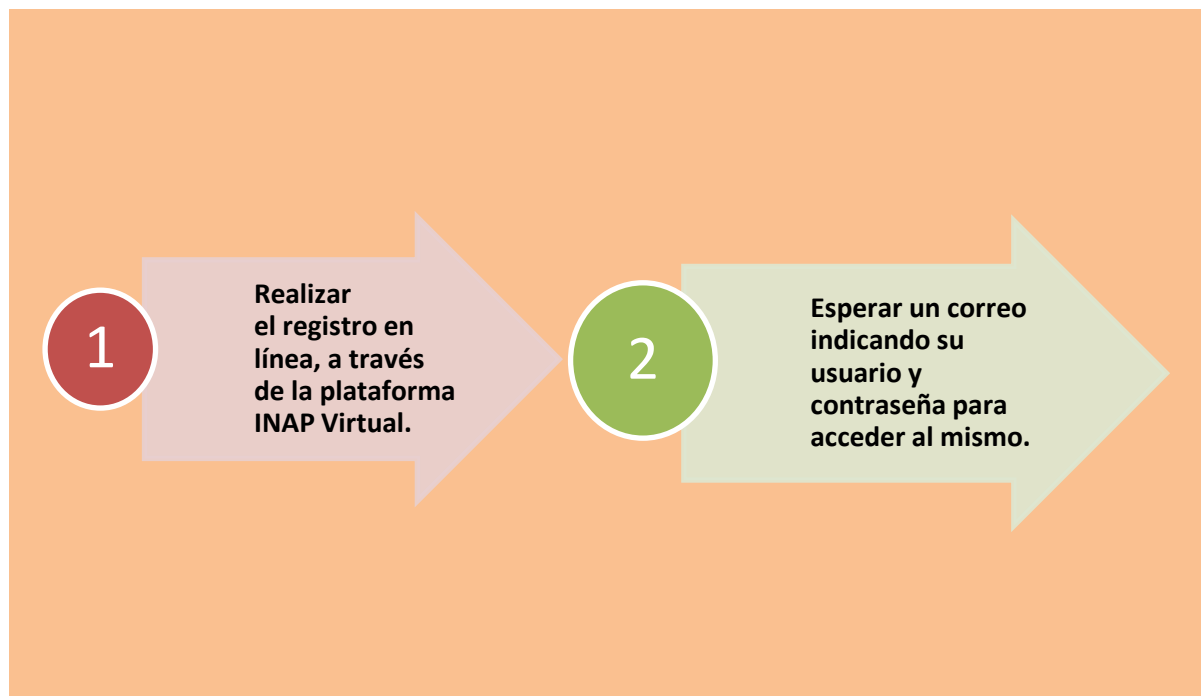 1
Realizar
el registro en
línea, a través
de la plataforma
INAP Virtual.
2
Esperar un correo
indicando su
usuario y
contraseña para
acceder al mismo.